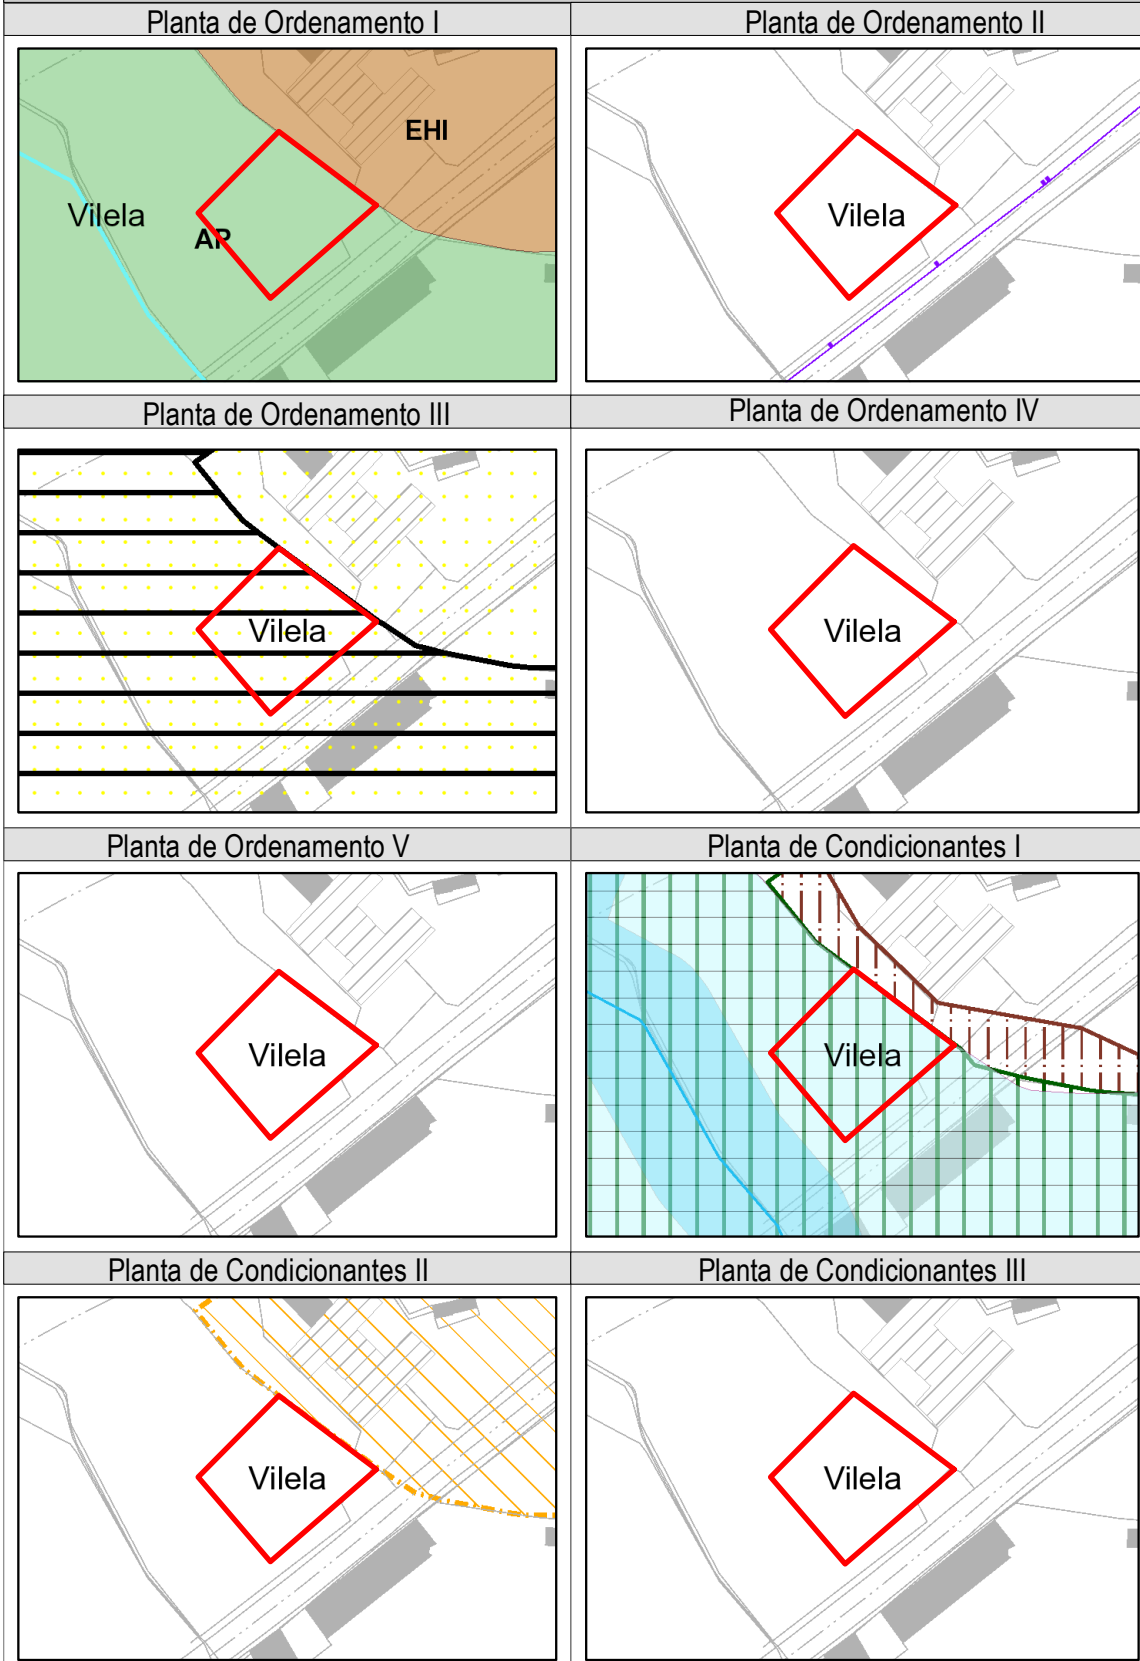 Planta de Ordenamento I
Planta de Ordenamento II
EHI
Vilela
AP
Vilela
Planta de Ordenamento III
Planta de Ordenamento IV
Vilela
Vilela
Planta de Ordenamento V
Planta de Condicionantes I
Vilela
Vilela
Planta de Condicionantes II
Planta de Condicionantes III
Vilela
Vilela